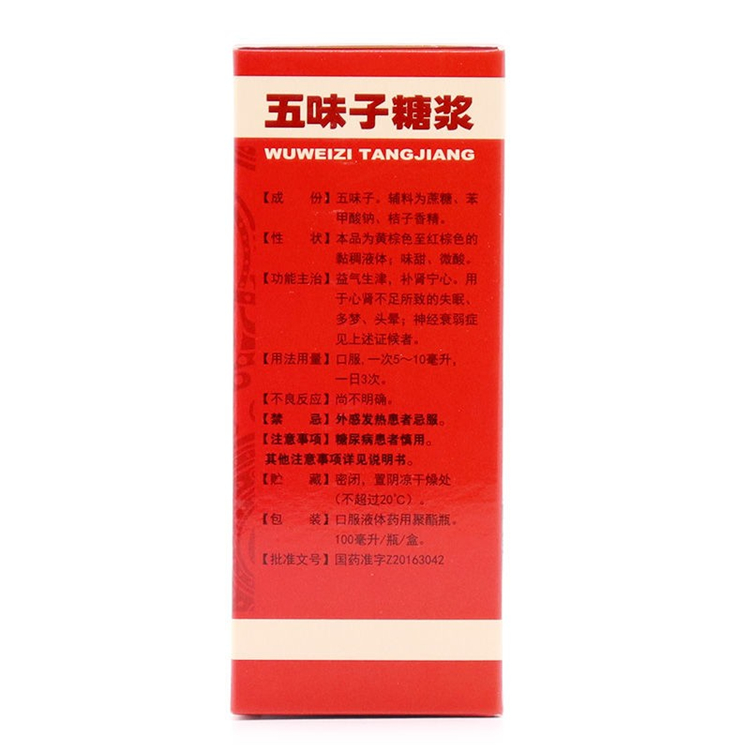 五味子糖浆
WUWEIZI TANGJIANG
【成　份】五味子。辅料为蔗糖、苯
甲酸钠、桔子香精。
【性　状】本品为黄棕色至红棕色的
黏稠液体；味甜、微酸。
【功能主治】益气生津，补肾宁心。用
于心肾不足所致的失眠、
多梦、头晕；神经衰弱症
见上述证候者。
【用法用量】口服,一次5～10毫升，
一日3次。
【不良反应】尚不明确。
【禁　忌】外感发热患者忌服。
【注意事项】糖尿病患者慎用。
其他注意事项详见说明书。
【贮　藏】密闭，置阴凉干燥处
（不超过20℃）。
【包　装】口服液体药用聚酯瓶。
100毫升/瓶/盒。
【批准文号】国药准字Z20163042